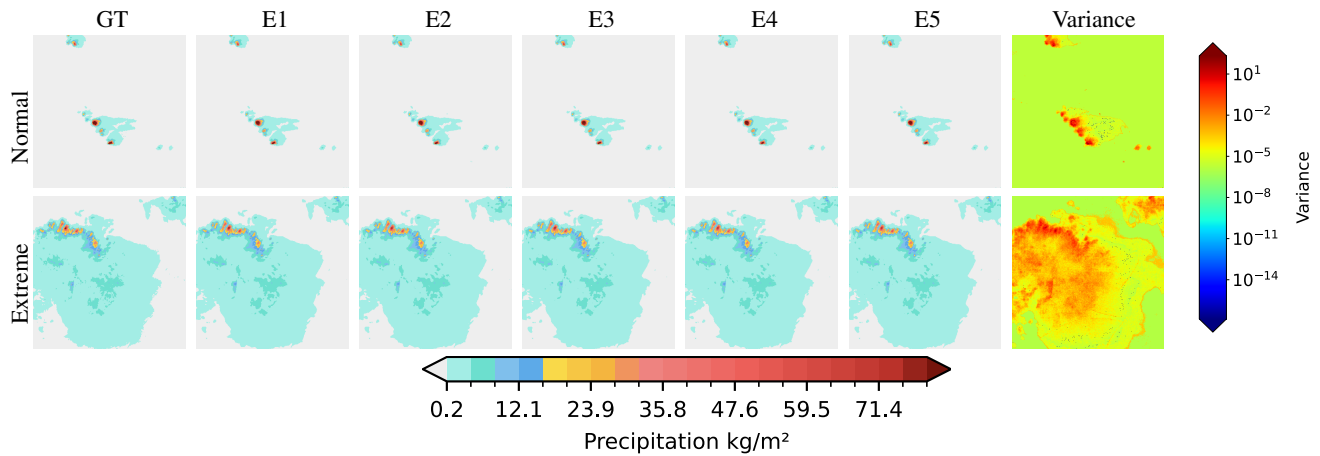 GT E1 E2 E3 E4 E5 Variance
Normal
Extreme
10^1
10^-2
10^-5
10^-8
10^-11
10^-14
Variance
0.2 12.1 23.9 35.8 47.6 59.5 71.4
Precipitation kg/m²